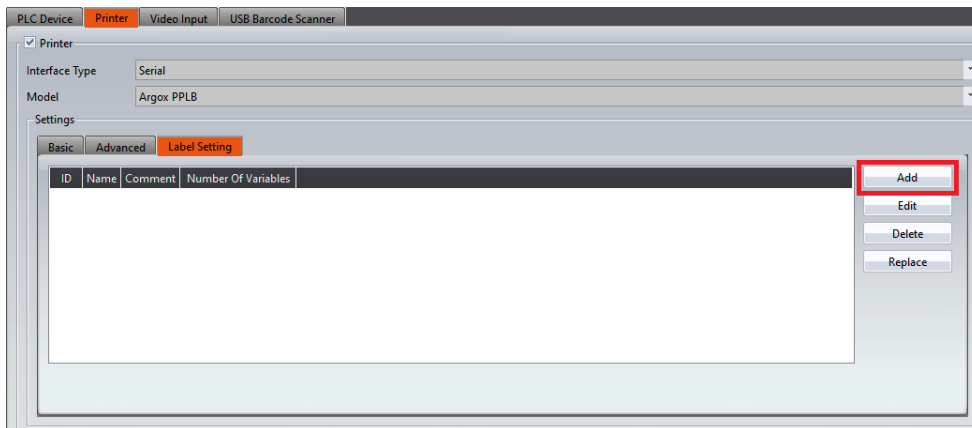 PLC Device Printer Video Input USB Barcode Scanner
Printer
Interface Type Serial
Model Argox PPLB
Settings
Basic Advanced Label Setting
ID Name Comment Number Of Variables
Add
Edit
Delete
Replace